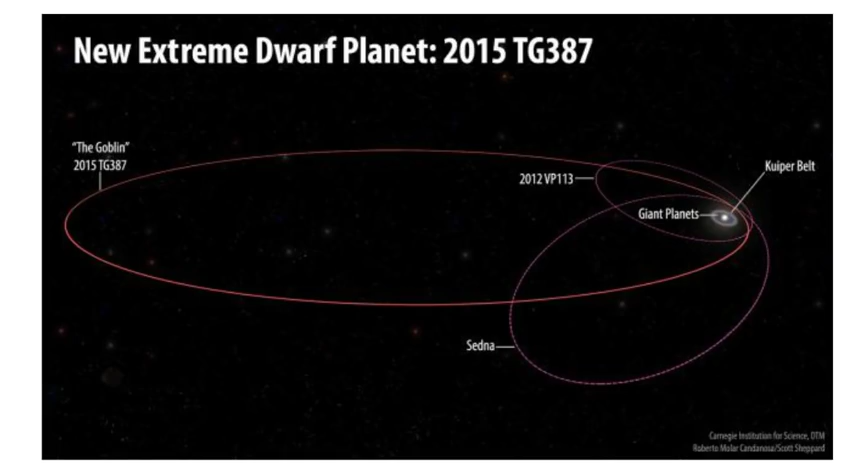 New Extreme Dwarf Planet: 2015 TG387
"The Goblin"
2015 TG387
2012 VP113
Kuiper Belt
Giant Planets
Sedna
Carnegie Institution for Science, DTM
Roberto Molar Candanosa/Scott Sheppard